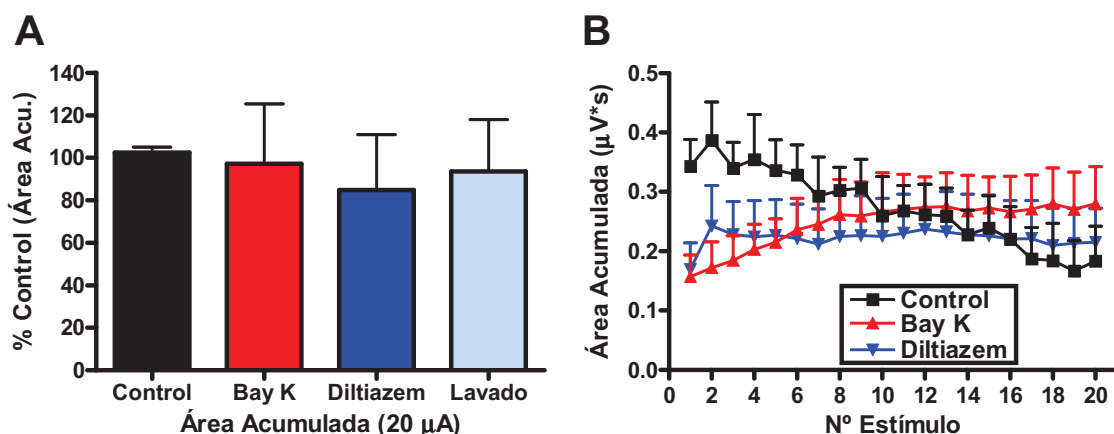 A
% Control (Área Acu.)
140
120
100
80
60
40
20
0
Control Bay K Diltiazem Lavado
Área Acumulada (20 µA)
B
Área Acumulada (µV*s)
0.5
0.4
0.3
0.2
0.1
0.0
Control
Bay K
Diltiazem
0 2 4 6 8 10 12 14 16 18 20
Nº Estímulo